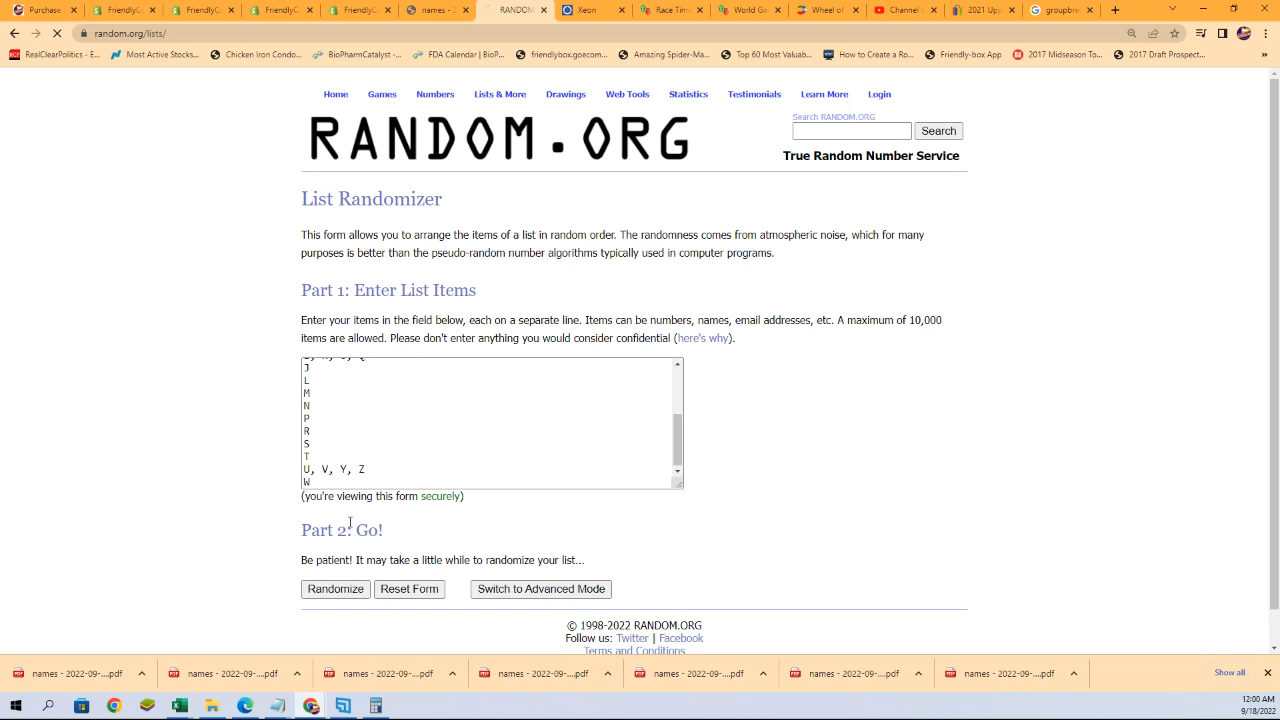 Purchase
FriendlyC
FriendlyC
FriendlyC
FriendlyC
names - 2
RANDOM
Xeon
Race Tim
World Ga
Wheel of
Channel
2021 Upp
groupbre
random.org/lists/
RealClearPolitics - E...
Most Active Stocks...
Chicken Iron Condo...
BioPharmCatalyst -...
FDA Calendar | BioP...
friendlybox.goecom...
Amazing Spider-Ma...
Top 60 Most Valuab...
How to Create a Ro...
Friendly-box App
2017 Midseason To...
2017 Draft Prospect...
Home Games Numbers Lists & More Drawings Web Tools Statistics Testimonials Learn More Login
RANDOM.ORG
Search RANDOM.ORG
Search
True Random Number Service
List Randomizer
This form allows you to arrange the items of a list in random order. The randomness comes from atmospheric noise, which for many
purposes is better than the pseudo-random number algorithms typically used in computer programs.
Part 1: Enter List Items
Enter your items in the field below, each on a separate line. Items can be numbers, names, email addresses, etc. A maximum of 10,000
items are allowed. Please don't enter anything you would consider confidential (here's why).
J
L
M
N
P
R
S
T
U, V, Y, Z
W
(you're viewing this form securely)
Part 2: Go!
Be patient! It may take a little while to randomize your list...
Randomize Reset Form Switch to Advanced Mode
© 1998-2022 RANDOM.ORG
Follow us: Twitter | Facebook
Terms and Conditions
names - 2022-09-....pdf
names - 2022-09-....pdf
names - 2022-09-....pdf
names - 2022-09-....pdf
names - 2022-09-....pdf
names - 2022-09-....pdf
names - 2022-09-....pdf
Show all
12:00 AM
9/18/2022